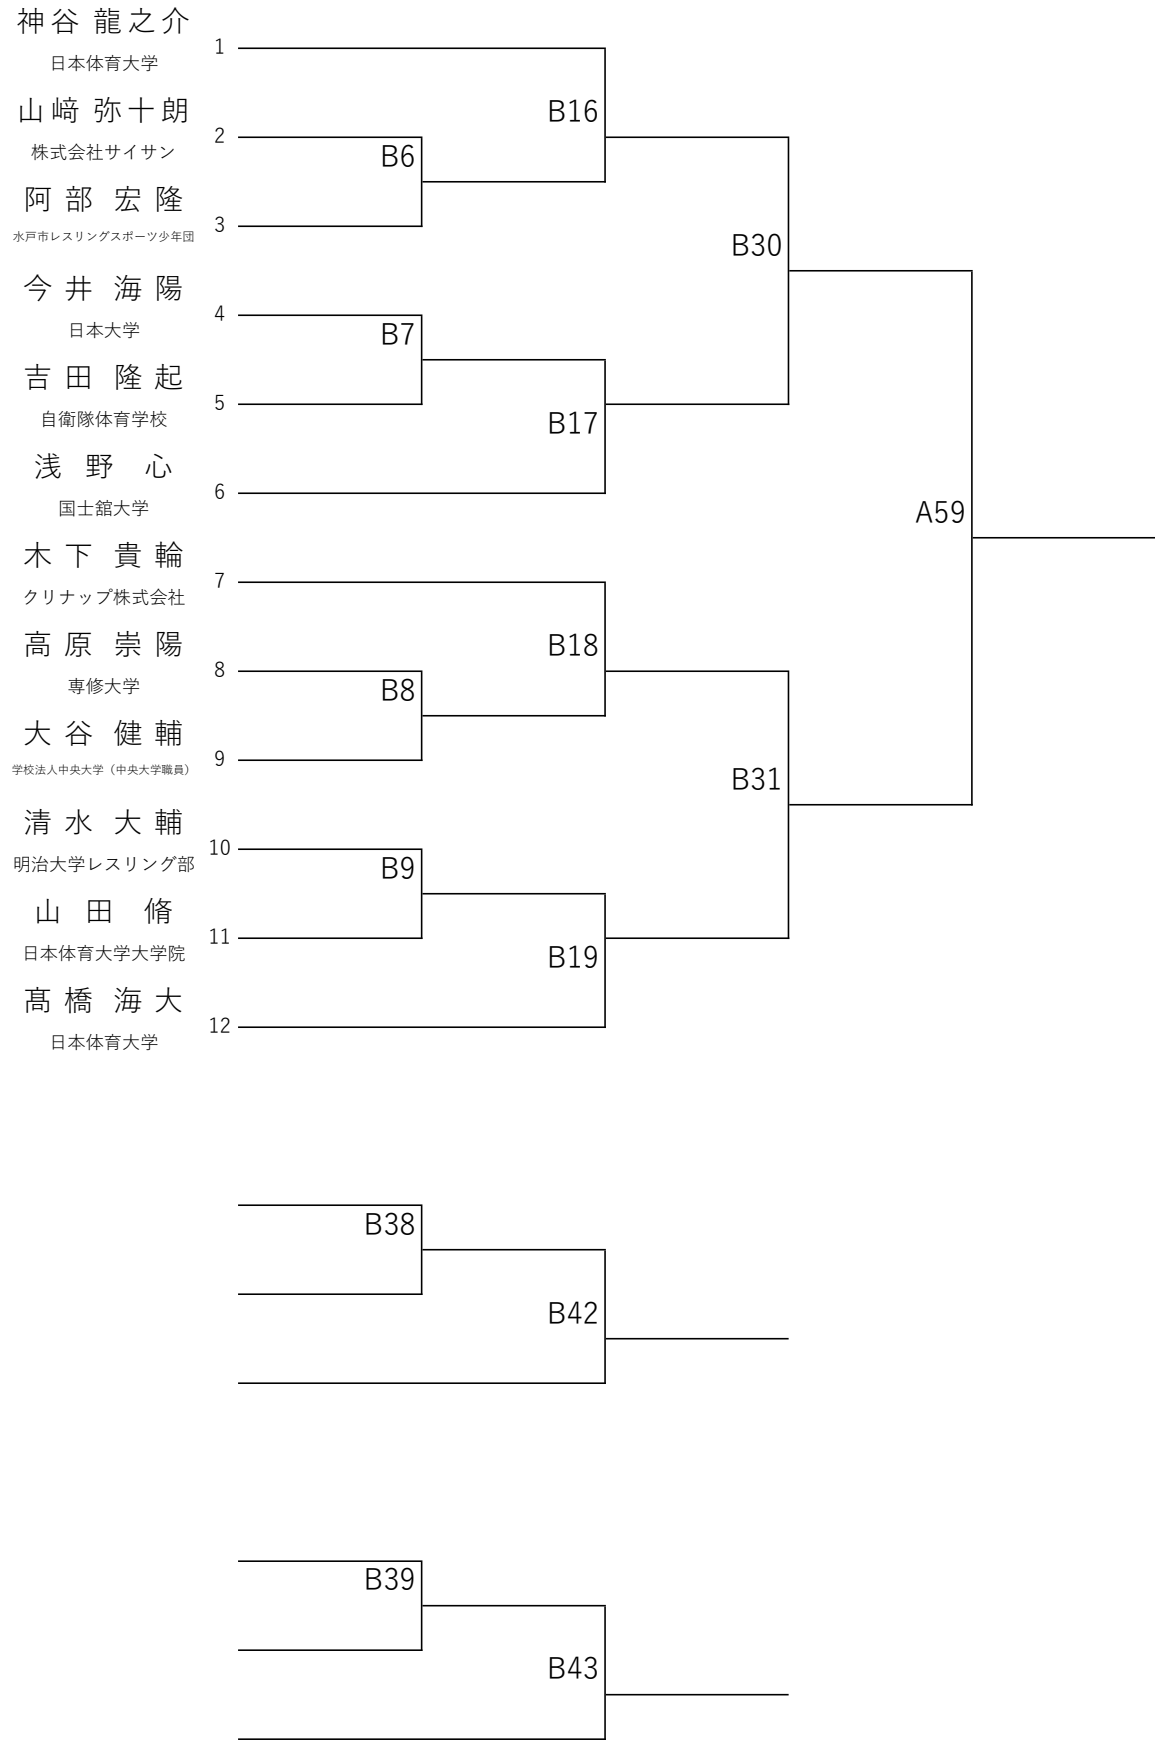 神谷 龍之介
日本体育大学
1
山﨑 弥十朗
株式会社サイサン
2
阿部 宏隆
水戸市レスリングスポーツ少年団
3
今井 海陽
日本大学
4
吉田 隆起
自衛隊体育学校
5
浅野 心
国士舘大学
6
木下 貴輪
クリナップ株式会社
7
高原 崇陽
専修大学
8
大谷 健輔
学校法人中央大学（中央大学職員）
9
清水 大輔
明治大学レスリング部
10
山田 脩
日本体育大学大学院
11
髙橋 海大
日本体育大学
12
B6
B7
B8
B9
B16
B17
B18
B19
B30
B31
A59
B38
B42
B39
B43